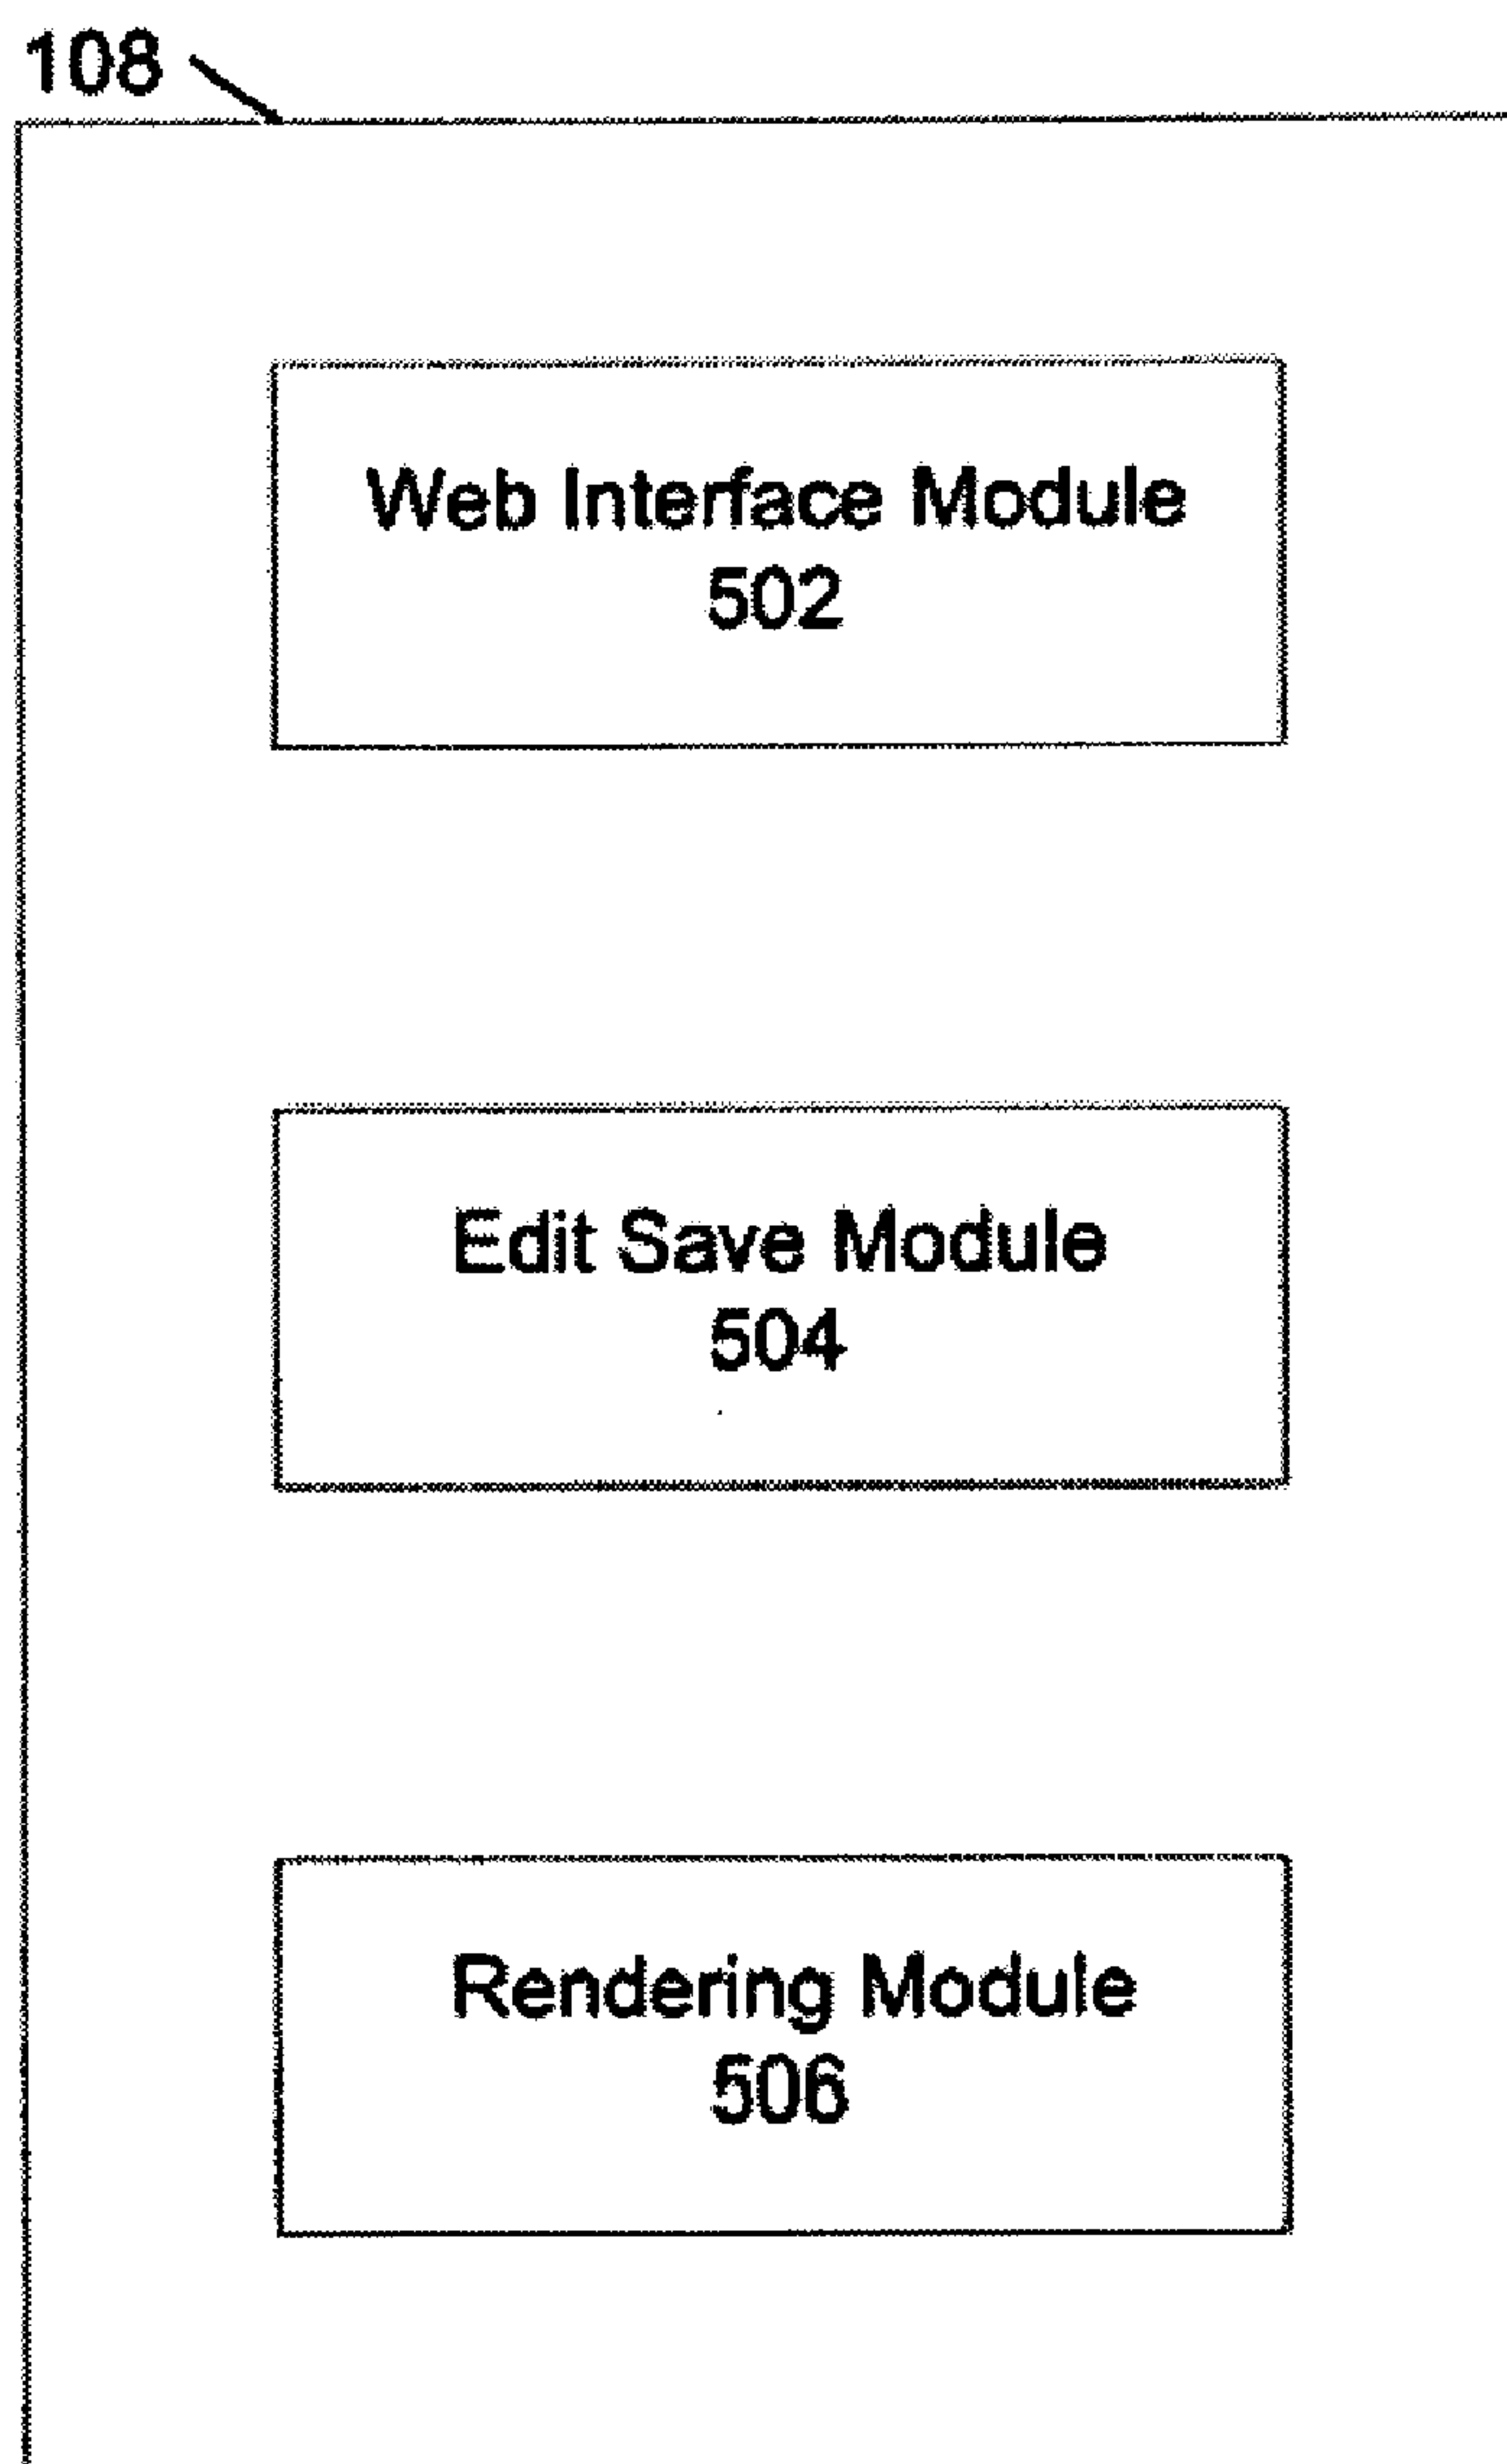 108
Web Interface Module
502
Edit Save Module
504
Rendering Module
506